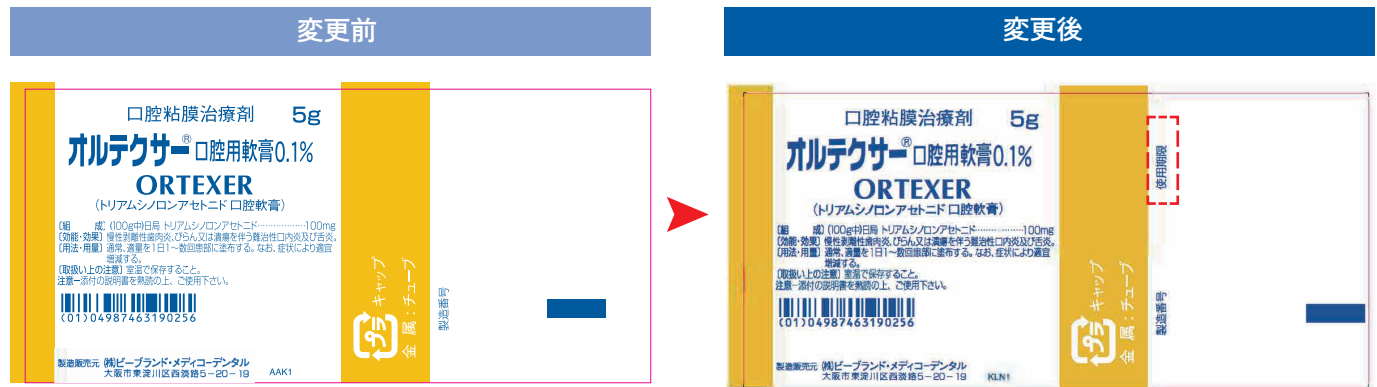 変更前
口腔粘膜治療剤 5g
オルテクサー®口腔用軟膏0.1%
ORTEXER
(トリアムシノロンアセトニド 口腔軟膏)
〔組　　成〕(100g中)日局 トリアムシノロンアセトニド………………100mg
〔効能・効果〕慢性剥離性歯肉炎、びらん又は潰瘍を伴う難治性口内炎及び舌炎。
〔用法・用量〕通常、適量を1日1〜数回患部に塗布する。なお、症状により適宜
増減する。
〔取扱い上の注意〕室温で保存すること。
注意−添付の説明書を熟読の上、ご使用下さい。
(01)04987463190256
製造販売元 (株)ビーブランド・メディコーデンタル
大阪市東淀川区西淡路5-20-19 AAK1
プラ キャップ
金 属:チューブ
製造番号
変更後
口腔粘膜治療剤 5g
オルテクサー®口腔用軟膏0.1%
ORTEXER
(トリアムシノロンアセトニド 口腔軟膏)
〔組　　成〕(100g中)日局 トリアムシノロンアセトニド………………100mg
〔効能・効果〕慢性剥離性歯肉炎、びらん又は潰瘍を伴う難治性口内炎及び舌炎。
〔用法・用量〕通常、適量を1日1〜数回患部に塗布する。なお、症状により適宜
増減する。
〔取扱い上の注意〕室温で保存すること。
注意−添付の説明書を熟読の上、ご使用下さい。
(01)04987463190256
製造販売元 (株)ビーブランド・メディコーデンタル
大阪市東淀川区西淡路5-20-19 KLN1
プラ キャップ
金 属:チューブ
使用期限
製造番号